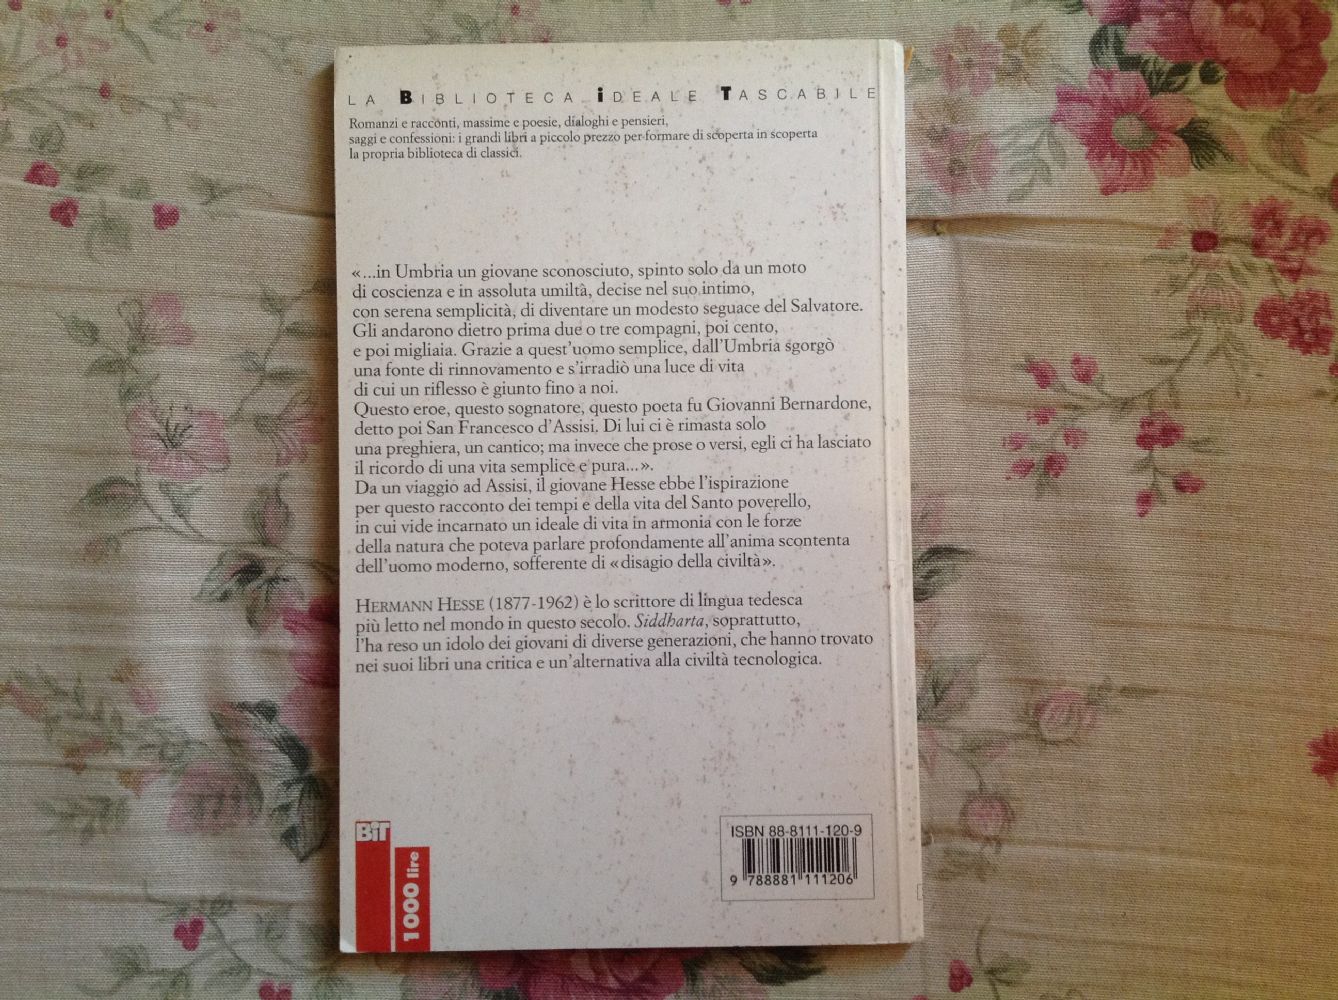 LA BIBLIOTECA IDEALE TASCABILE
Romanzi e racconti, massime e poesie, dialoghi e pensieri,
saggi e confessioni: i grandi libri a piccolo prezzo per formare di scoperta in scoperta
la propria biblioteca di classici.
«...in Umbria un giovane sconosciuto, spinto solo da un moto
di coscienza e in assoluta umiltà, decise nel suo intimo,
con serena semplicità, di diventare un modesto seguace del Salvatore.
Gli andarono dietro prima due o tre compagni, poi cento,
e poi migliaia. Grazie a quest'uomo semplice, dall'Umbria sgorgò
una fonte di rinnovamento e s'irradiò una luce di vita
di cui un riflesso è giunto fino a noi.
Questo eroe, questo sognatore, questo poeta fu Giovanni Bernardone,
detto poi San Francesco d'Assisi. Di lui ci è rimasta solo
una preghiera, un cantico; ma invece che prose o versi, egli ci ha lasciato
il ricordo di una vita semplice e pura...».
Da un viaggio ad Assisi, il giovane Hesse ebbe l'ispirazione
per questo racconto dei tempi e della vita del Santo poverello,
in cui vide incarnato un ideale di vita in armonia con le forze
della natura che poteva parlare profondamente all'anima scontenta
dell'uomo moderno, sofferente di «disagio della civiltà».
HERMANN HESSE (1877-1962) è lo scrittore di lingua tedesca
più letto nel mondo in questo secolo. Siddharta, soprattutto,
l'ha reso un idolo dei giovani di diverse generazioni, che hanno trovato
nei suoi libri una critica e un'alternativa alla civiltà tecnologica.
BiT
1000 lire
ISBN 88-8111-120-9
9 788881 111206